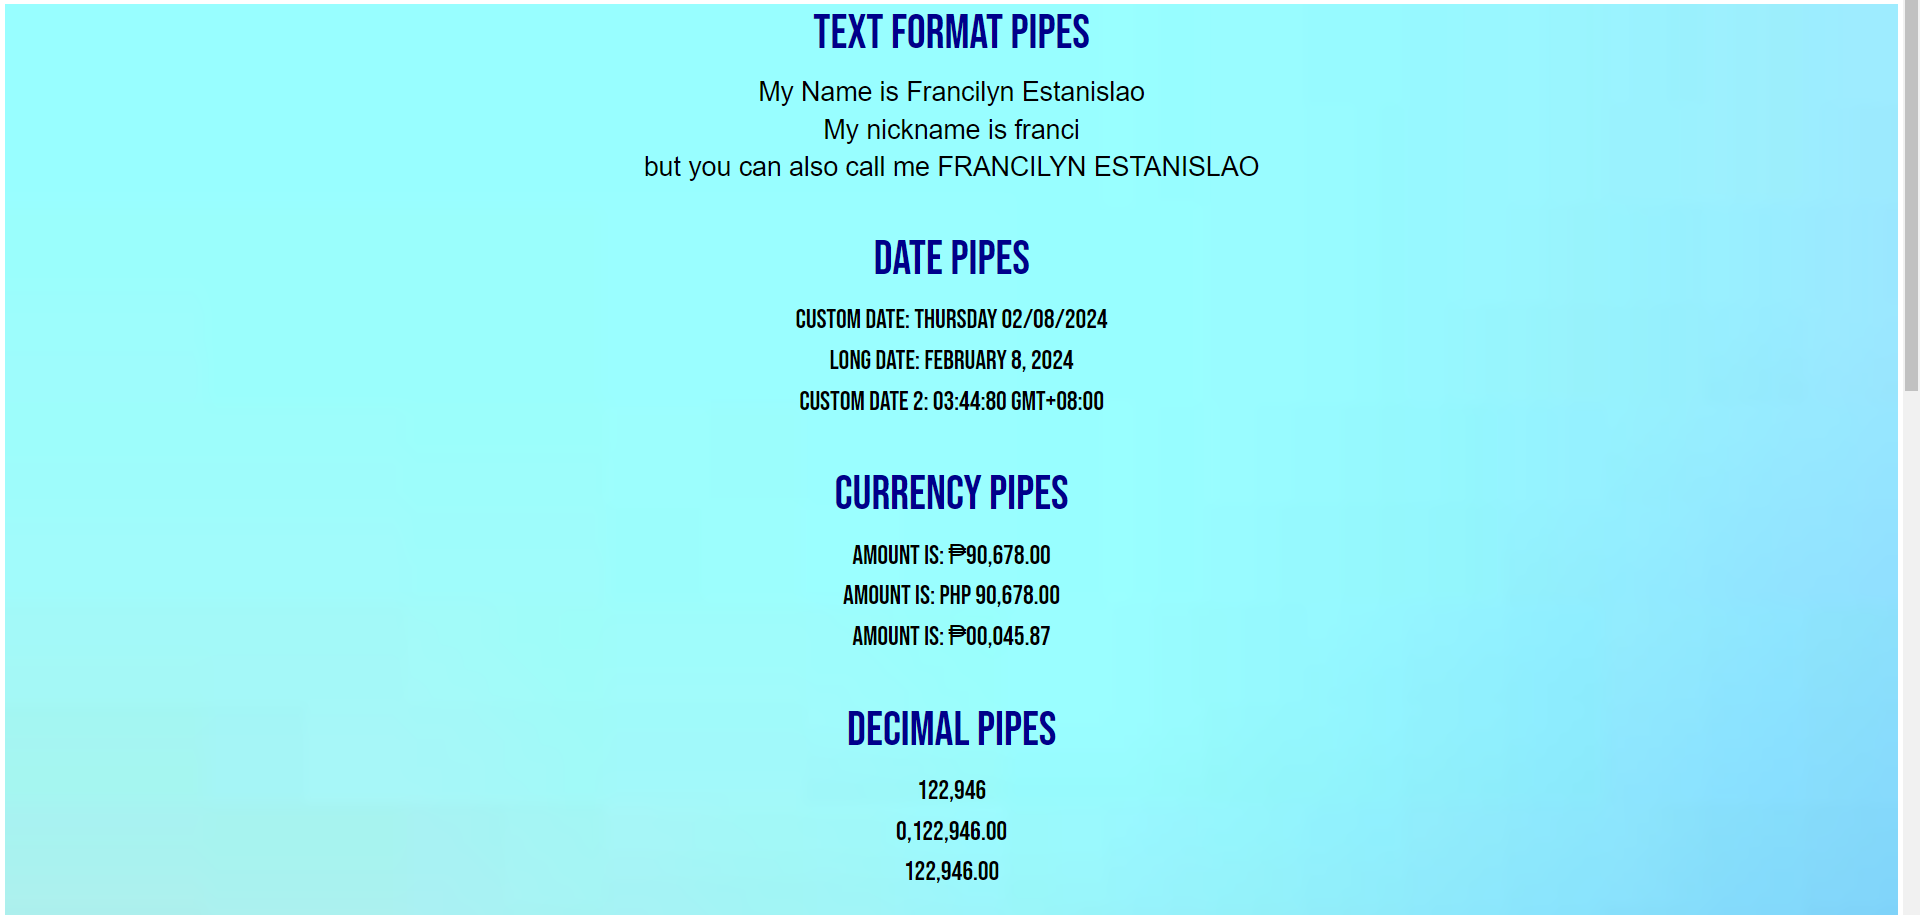 TEXT FORMAT PIPES
My Name is Francilyn Estanislao
My nickname is franci
but you can also call me FRANCILYN ESTANISLAO
DATE PIPES
CUSTOM DATE: THURSDAY 02/08/2024
LONG DATE: FEBRUARY 8, 2024
CUSTOM DATE 2: 03:44:80 GMT+08:00
CURRENCY PIPES
AMOUNT IS: ₱90,678.00
AMOUNT IS: PHP 90,678.00
AMOUNT IS: ₱00,045.87
DECIMAL PIPES
122,946
0,122,946.00
122,946.00